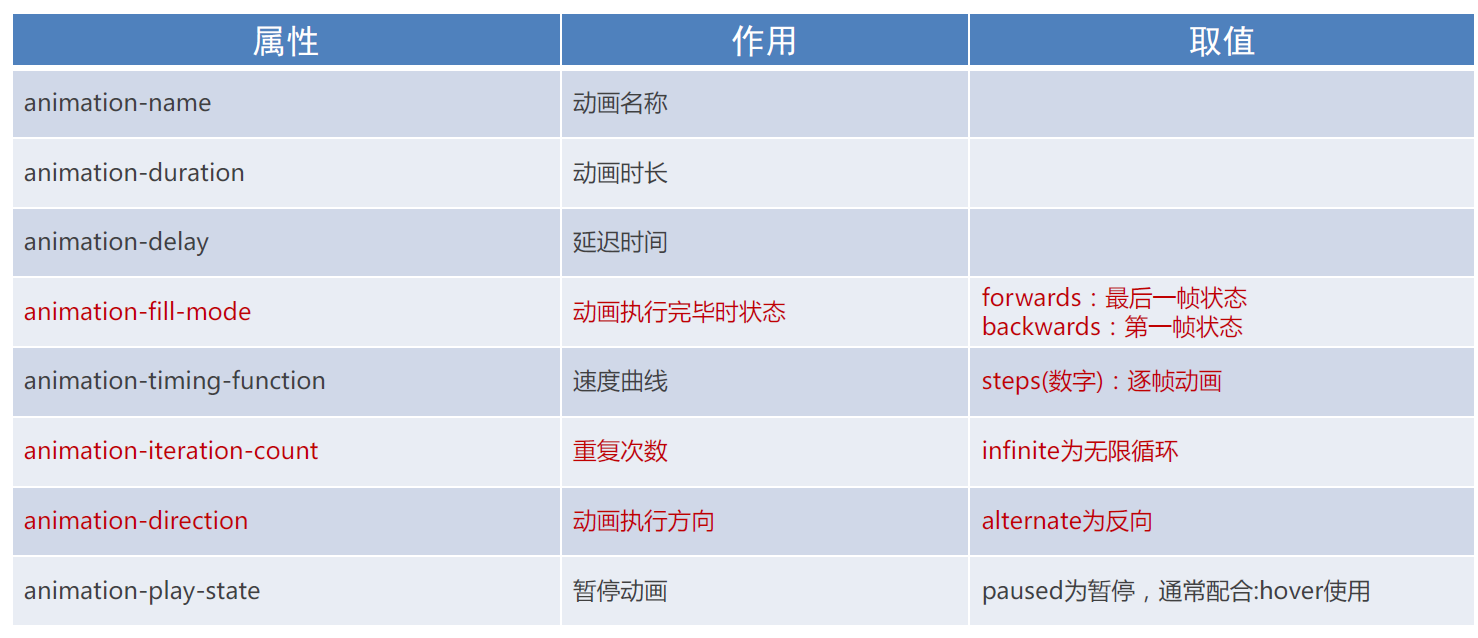 属性 作用 取值
animation-name 动画名称
animation-duration 动画时长
animation-delay 延迟时间
animation-fill-mode 动画执行完毕时状态 forwards：最后一帧状态
backwards：第一帧状态
animation-timing-function 速度曲线 steps(数字)：逐帧动画
animation-iteration-count 重复次数 infinite为无限循环
animation-direction 动画执行方向 alternate为反向
animation-play-state 暂停动画 paused为暂停，通常配合:hover使用